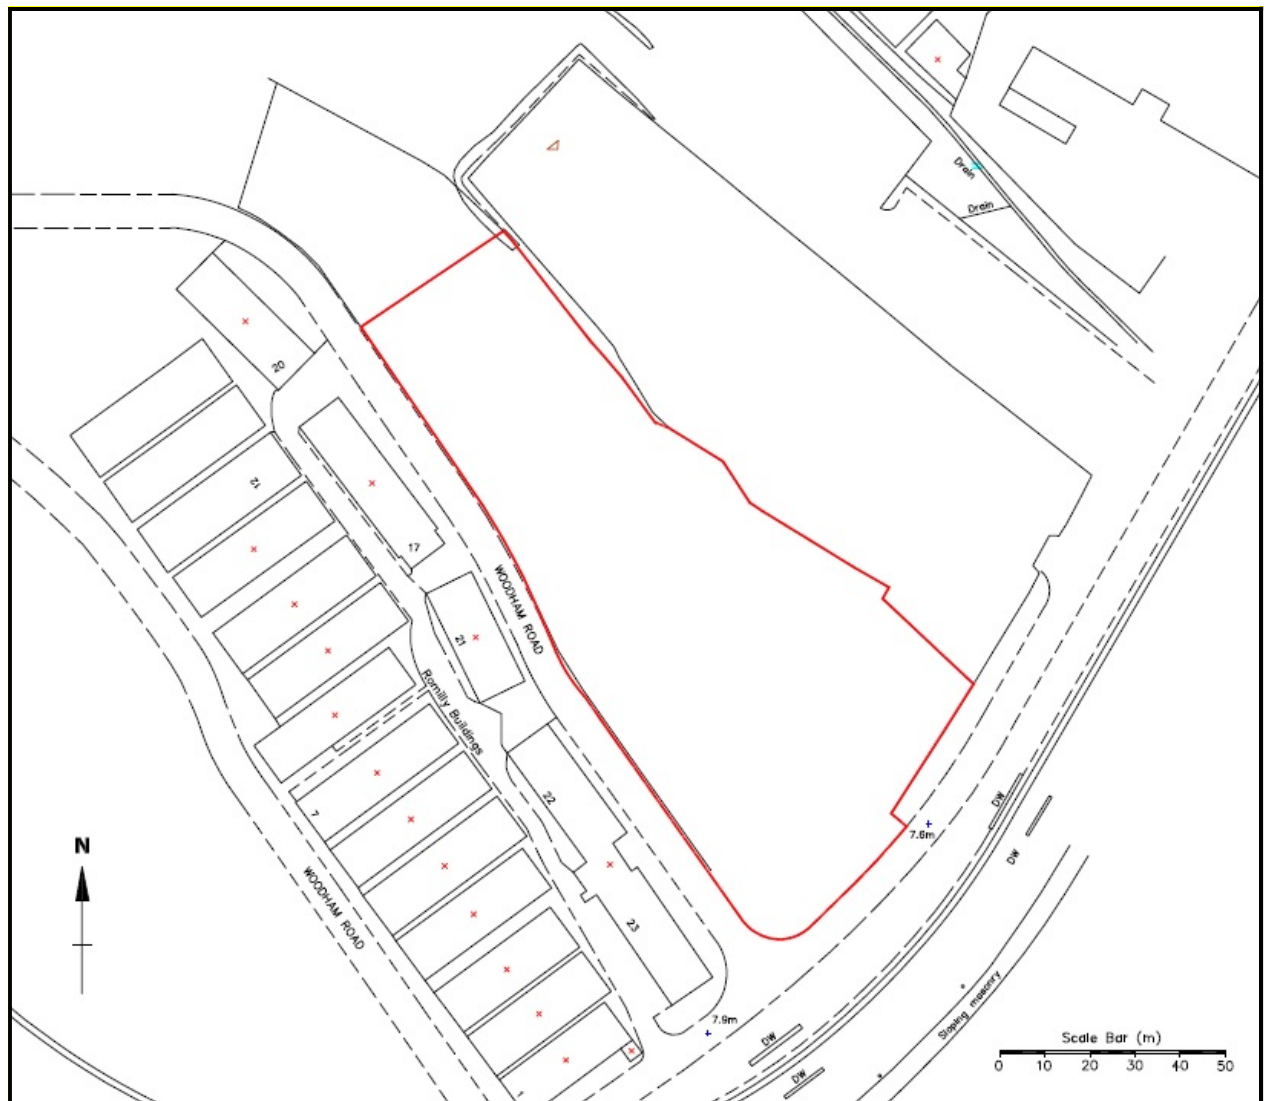 Drain
Drain
20
12
17
WOODHAM ROAD
21
Romilly Buildings
22
7
DW
7.6m
DW
N
WOODHAM ROAD
23
Sloping masonry
7.9m
DW
DW
Scale Bar (m)
0 10 20 30 40 50